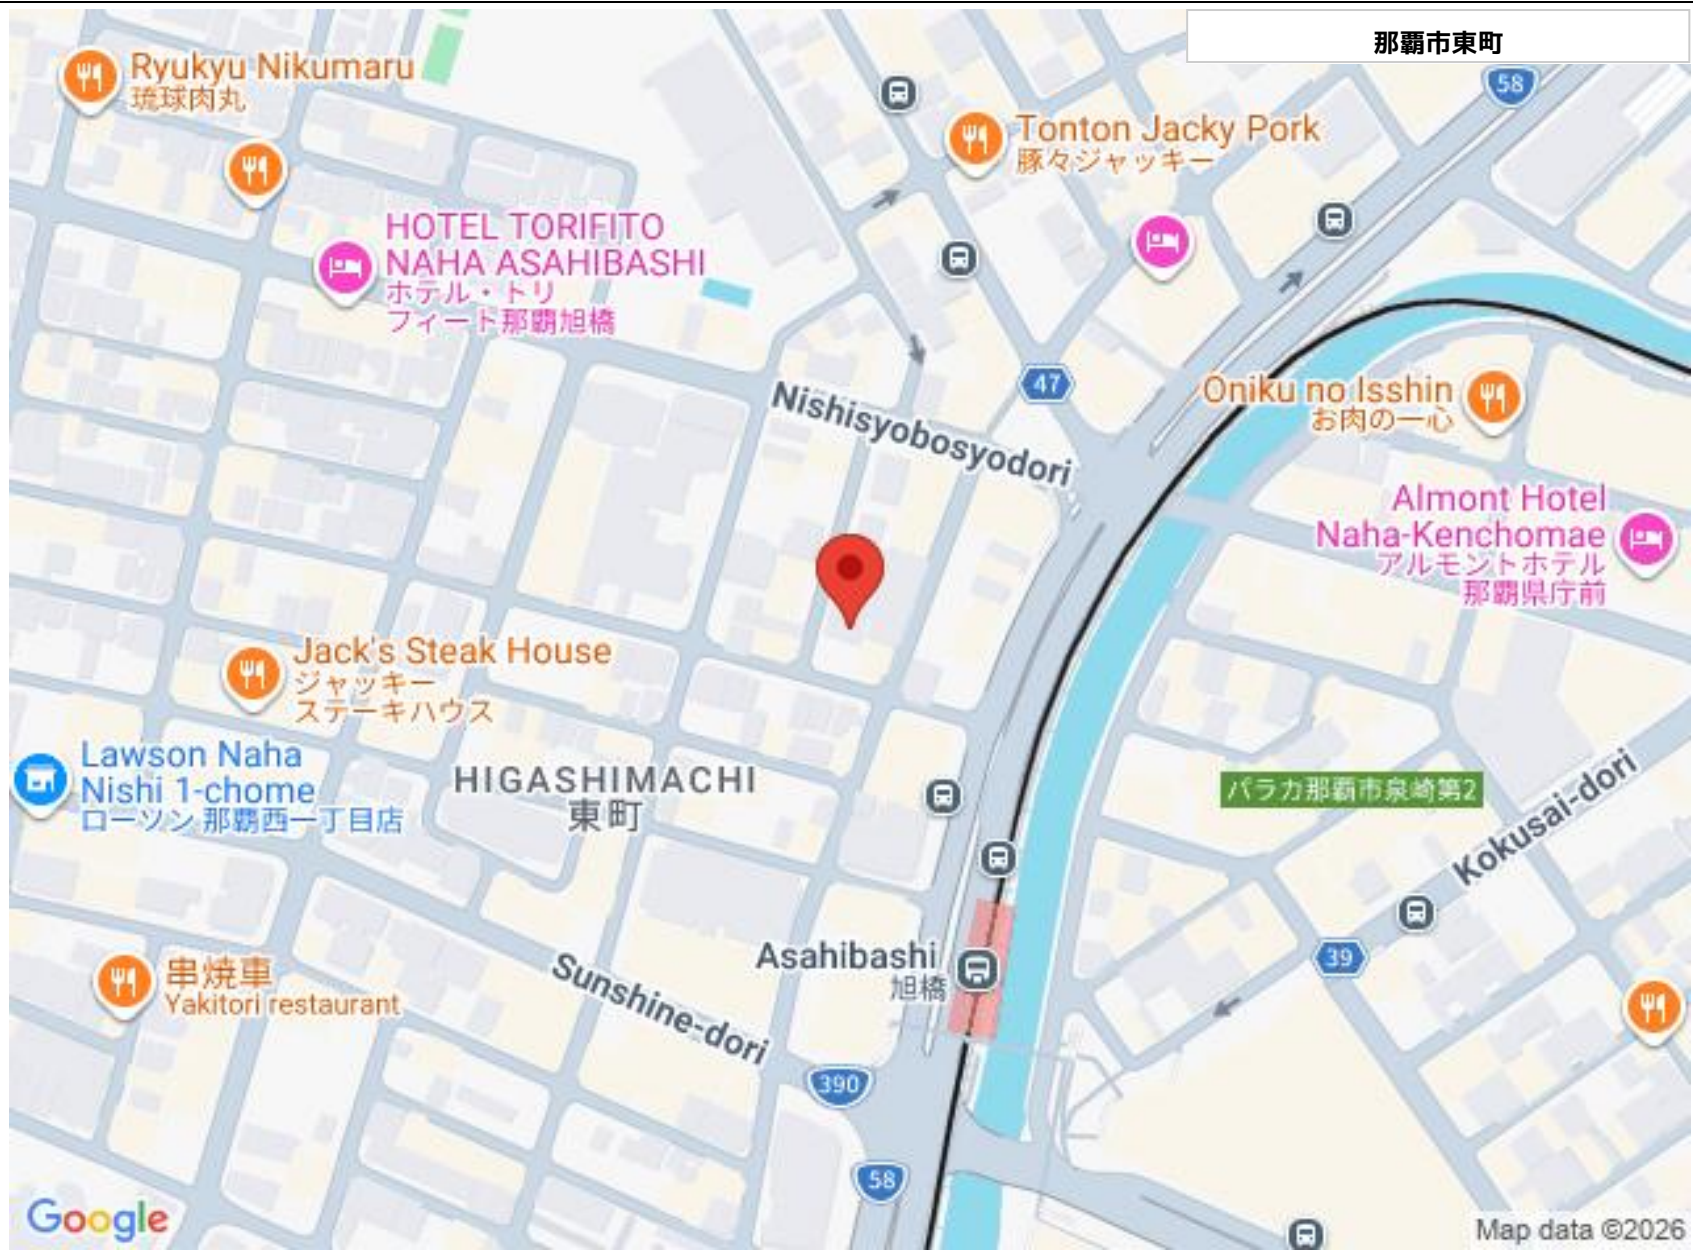 那覇市東町
58
Ryukyu Nikumaru
琉球肉丸
Tonton Jacky Pork
豚々ジャッキー
HOTEL TORIFITO
NAHA ASAHIBASHI
ホテル・トリ
フィート那覇旭橋
47
Nishisyobosyodori
Oniku no Isshin
お肉の一心
Almont Hotel
Naha-Kenchomae
アルモントホテル
那覇県庁前
Jack's Steak House
ジャッキー
ステーキハウス
Lawson Naha
Nishi 1-chome
ローソン 那覇西一丁目店
HIGASHIMACHI
東町
パラカ那覇市泉崎第2
Kokusai-dori
39
Asahibashi
旭橋
串焼車
Yakitori restaurant
Sunshine-dori
390
58
Google
Map data ©2026